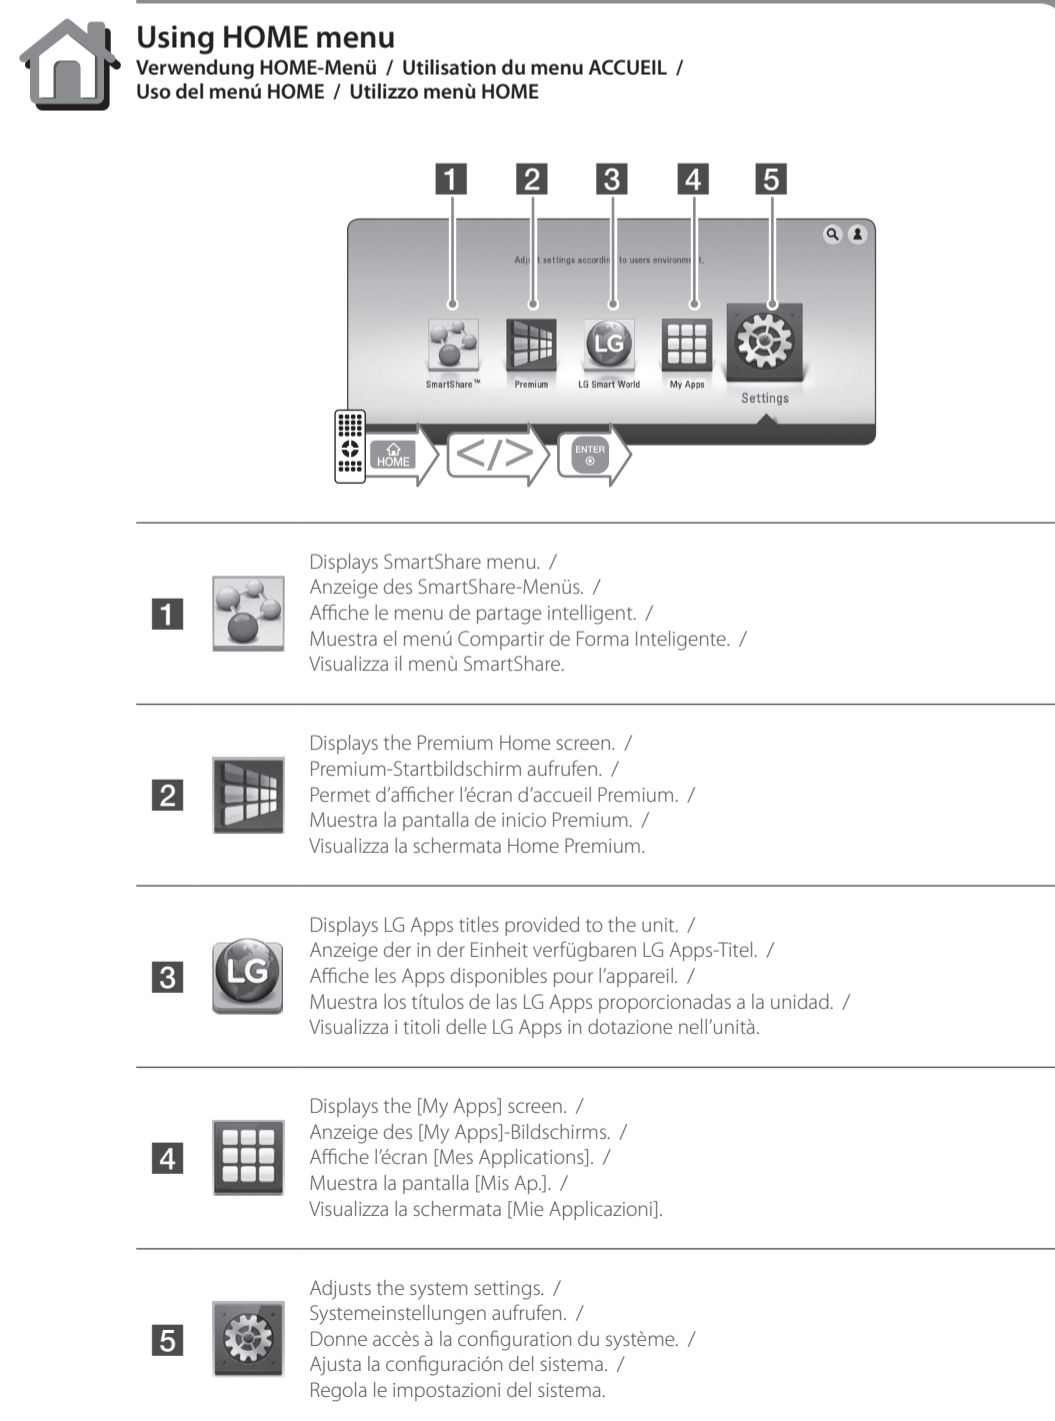 Using HOME menu
Verwendung HOME-Menü / Utilisation du menu ACCUEIL /
Uso del menú HOME / Utilizzo menù HOME
1 2 3 4 5
Adjust settings according to users environment.
SmartShare™ Premium LG Smart World My Apps
LG
Settings
HOME </> ENTER
Displays SmartShare menu. /
Anzeige des SmartShare-Menüs. /
1 Affiche le menu de partage intelligent. /
Muestra el menú Compartir de Forma Inteligente. /
Visualizza il menù SmartShare.
Displays the Premium Home screen. /
Premium-Startbildschirm aufrufen. /
2 Permet d’afficher l’écran d’accueil Premium. /
Muestra la pantalla de inicio Premium. /
Visualizza la schermata Home Premium.
Displays LG Apps titles provided to the unit. /
Anzeige der in der Einheit verfügbaren LG Apps-Titel. /
3 LG Affiche les Apps disponibles pour l’appareil. /
Muestra los títulos de las LG Apps proporcionadas a la unidad. /
Visualizza i titoli delle LG Apps in dotazione nell’unità.
Displays the [My Apps] screen. /
Anzeige des [My Apps]-Bildschirms. /
4 Affiche l’écran [Mes Applications]. /
Muestra la pantalla [Mis Ap.]. /
Visualizza la schermata [Mie Applicazioni].
Adjusts the system settings. /
Systemeinstellungen aufrufen. /
5 Donne accès à la configuration du système. /
Ajusta la configuración del sistema. /
Regola le impostazioni del sistema.